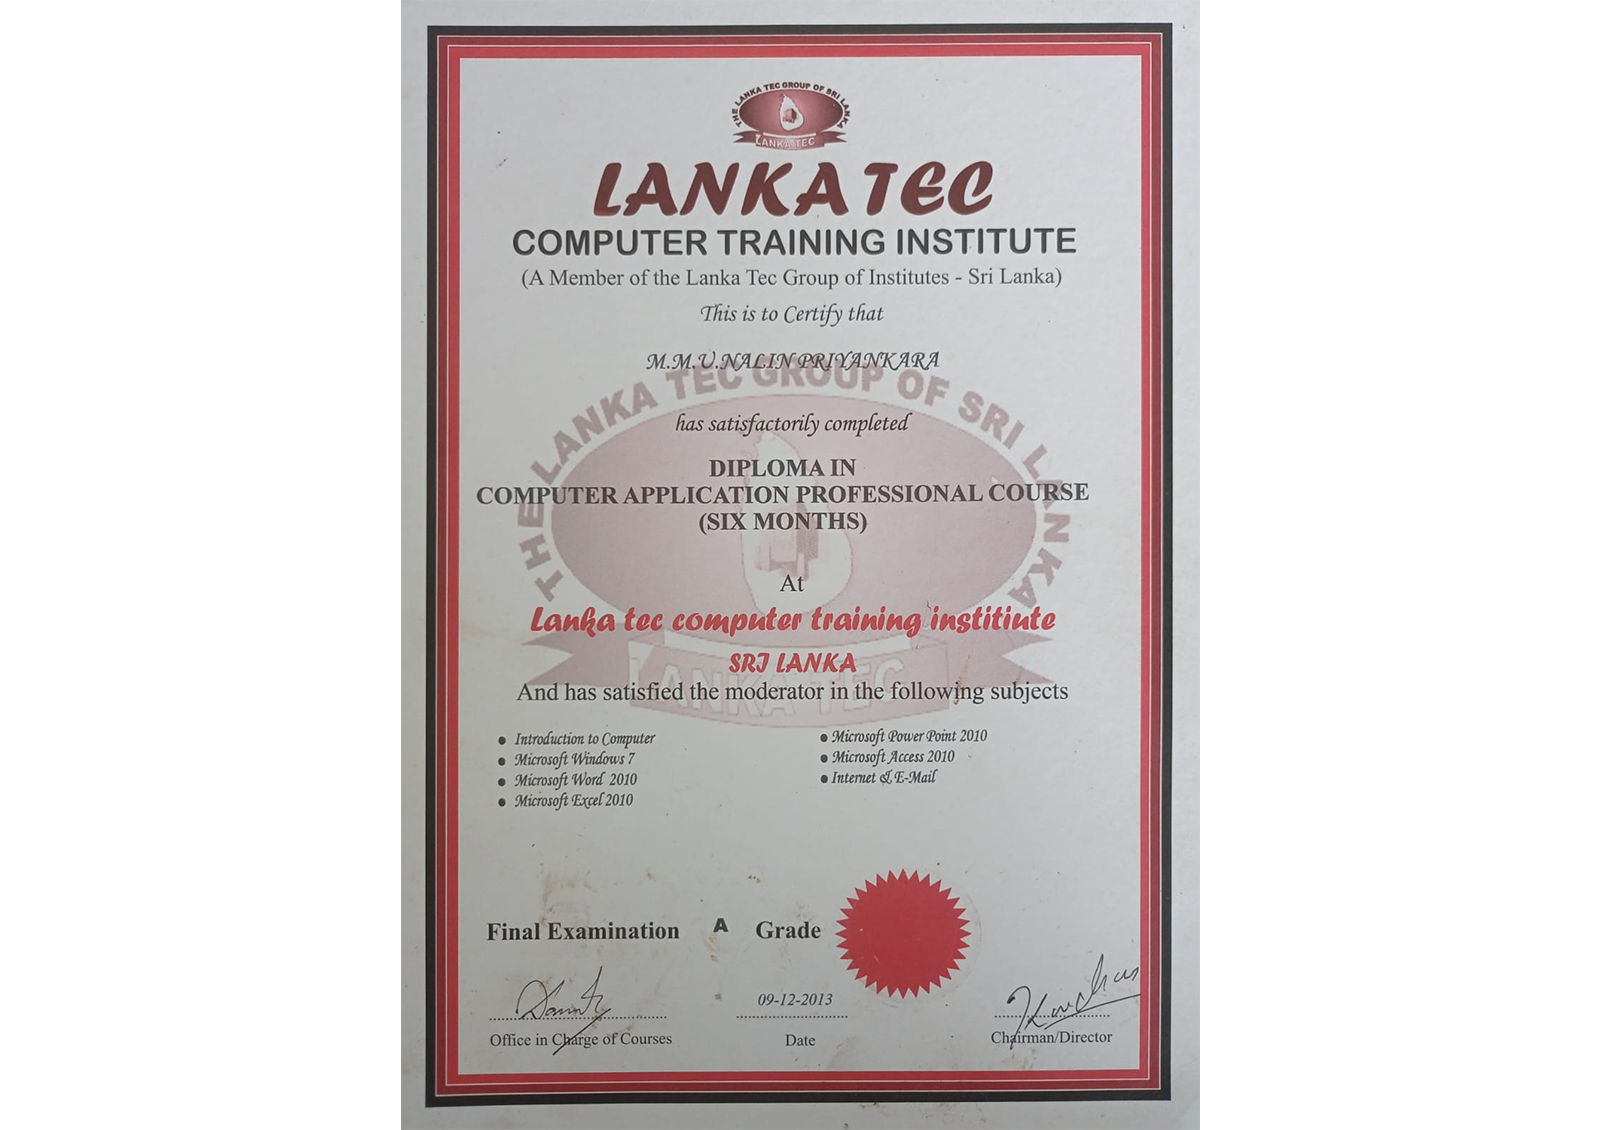 THE LANKA TEC GROUP OF SRI LANKA
LANKA TEC
LANKA TEC
COMPUTER TRAINING INSTITUTE
(A Member of the Lanka Tec Group of Institutes - Sri Lanka)
This is to Certify that
M.M.U.NALIN PRIYANKARA
THE LANKA TEC GROUP OF SRI LANKA
has satisfactorily completed
DIPLOMA IN
COMPUTER APPLICATION PROFESSIONAL COURSE
(SIX MONTHS)
At
Lanka tec computer training institiute
SRI LANKA
LANKA TEC
And has satisfied the moderator in the following subjects
● Introduction to Computer
● Microsoft Windows 7
● Microsoft Word 2010
● Microsoft Excel 2010
● Microsoft Power Point 2010
● Microsoft Access 2010
● Internet & E-Mail
Final Examination A Grade
09-12-2013
Office in Charge of Courses
Date
Chairman/Director